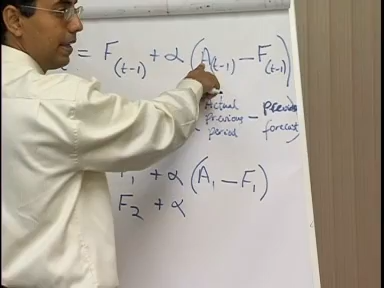 = F(t-1) + α (A(t-1) - F(t-1))
Actual
previous - previous
period forecast)
F1 + α (A1 - F1)
F2 + α